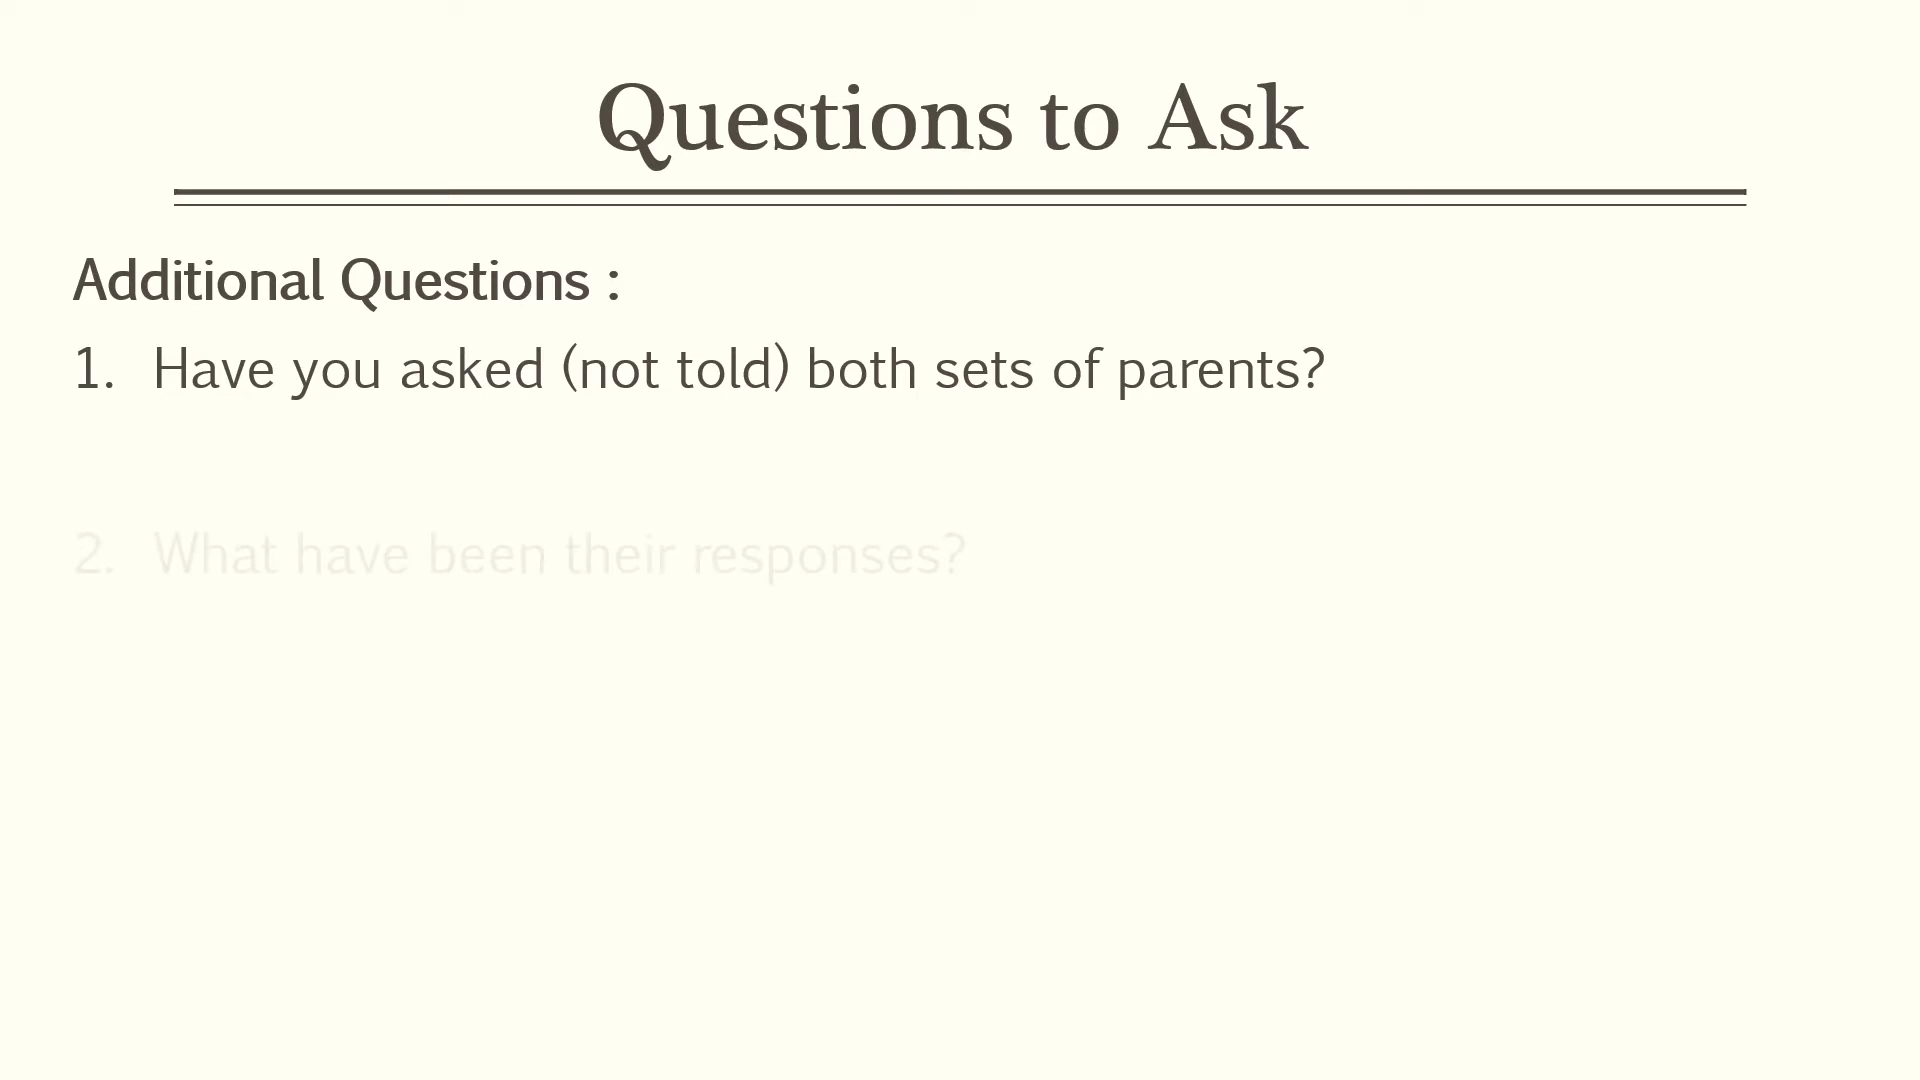 Questions to Ask
Additional Questions :
1. Have you asked (not told) both sets of parents?
2. What have been their responses?